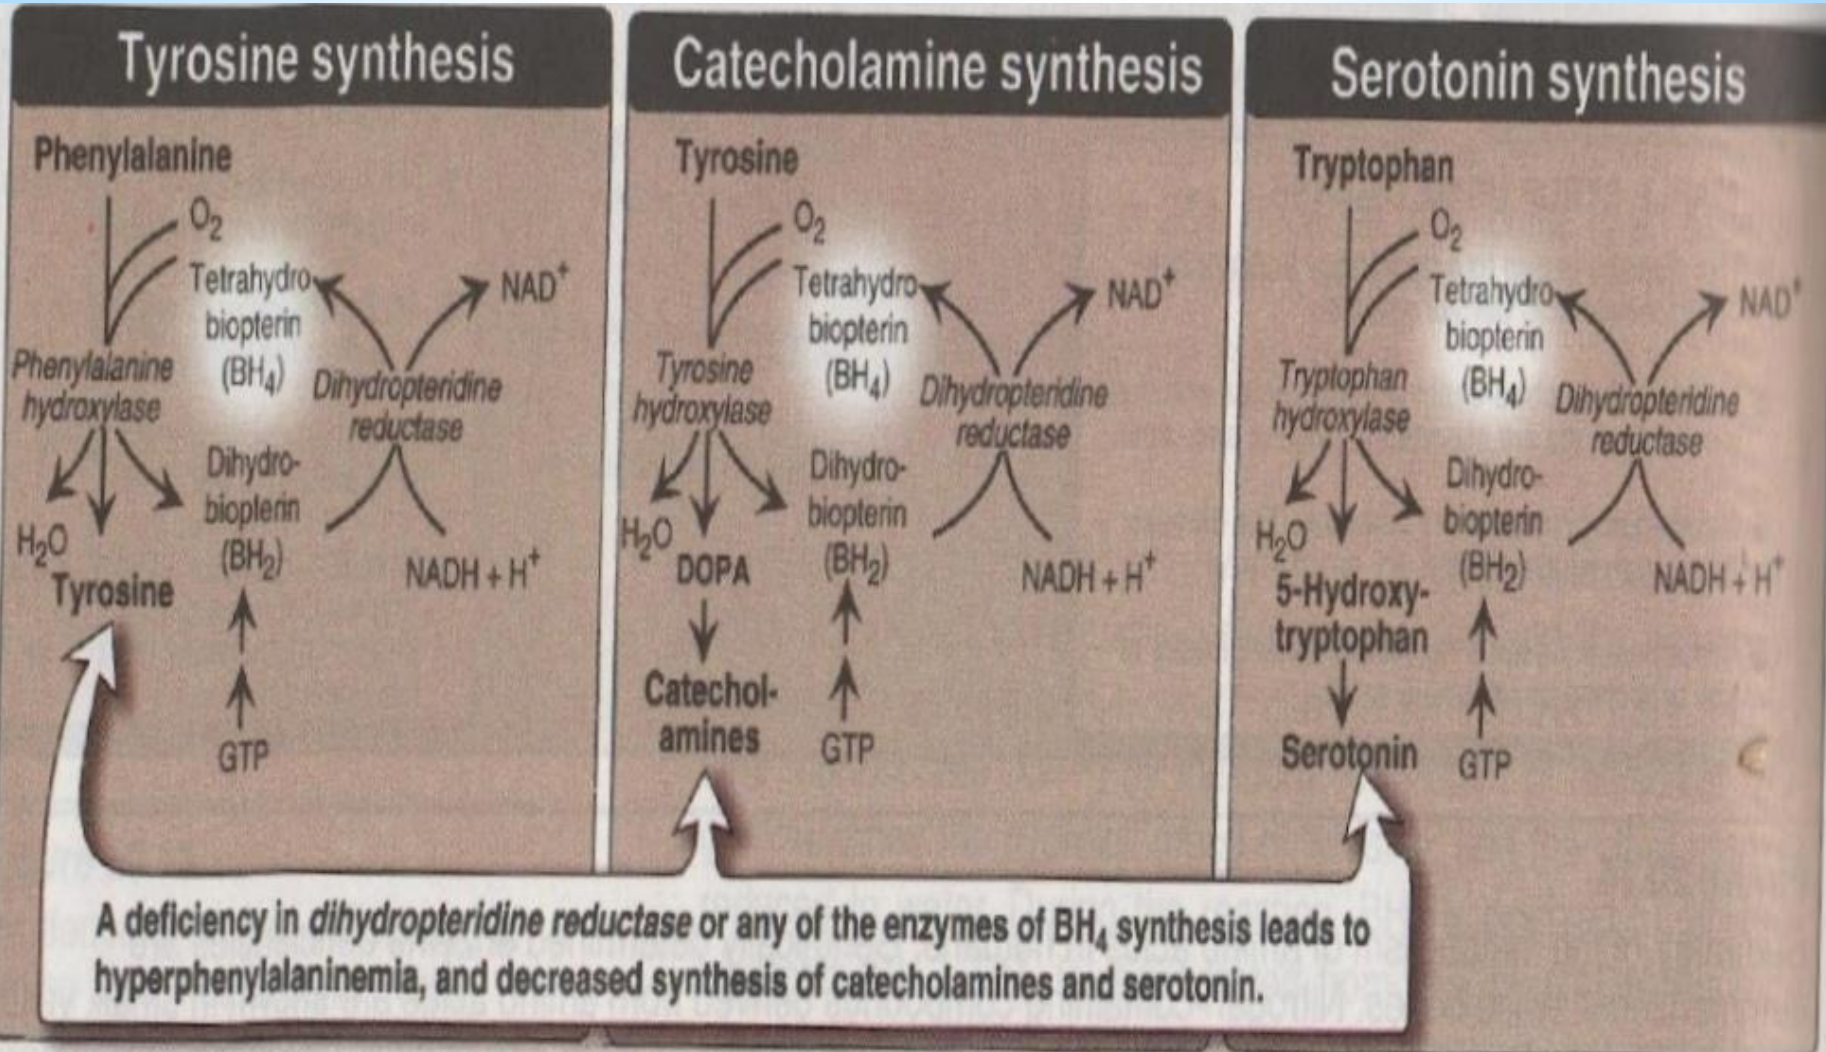 Tyrosine synthesis
Phenylalanine
O2
Tetrahydro-
biopterin
(BH4)
NAD+
Phenylalanine
hydroxylase
Dihydropteridine
reductase
Dihydro-
biopterin
(BH2)
H2O
Tyrosine
NADH + H+
GTP
Catecholamine synthesis
Tyrosine
O2
Tetrahydro-
biopterin
(BH4)
NAD+
Tyrosine
hydroxylase
Dihydropteridine
reductase
Dihydro-
biopterin
(BH2)
H2O
DOPA
NADH + H+
Catechol-
amines
GTP
Serotonin synthesis
Tryptophan
O2
Tetrahydro-
biopterin
(BH4)
NAD+
Tryptophan
hydroxylase
Dihydropteridine
reductase
Dihydro-
biopterin
(BH2)
H2O
5-Hydroxy-
tryptophan
NADH + H+
Serotonin
GTP
A deficiency in dihydropteridine reductase or any of the enzymes of BH4 synthesis leads to
hyperphenylalaninemia, and decreased synthesis of catecholamines and serotonin.